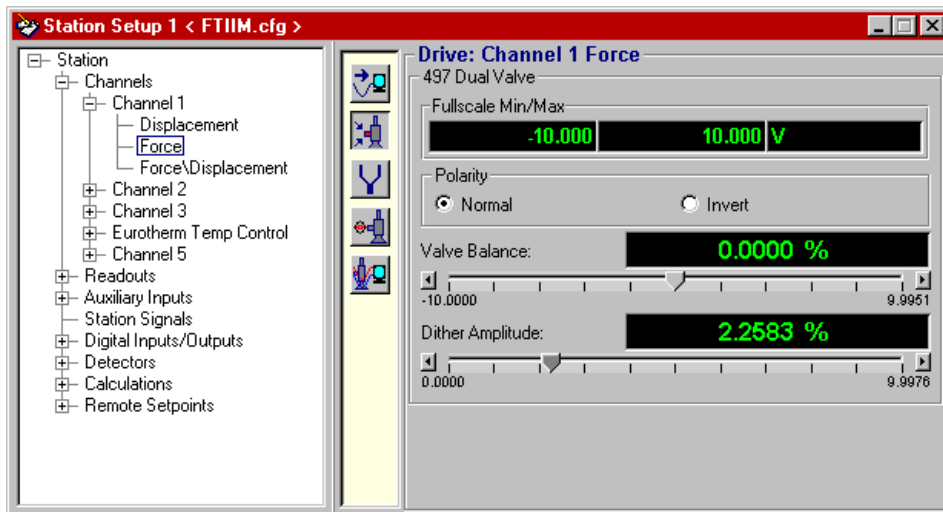 Station Setup 1 < FTIIM.cfg >
Station
Channels
Channel 1
Displacement
Force
Force\Displacement
Channel 2
Channel 3
Eurotherm Temp Control
Channel 5
Readouts
Auxiliary Inputs
Station Signals
Digital Inputs/Outputs
Detectors
Calculations
Remote Setpoints
Drive: Channel 1 Force
497 Dual Valve
Fullscale Min/Max
-10.000 10.000 V
Polarity
Normal Invert
Valve Balance: 0.0000 %
-10.0000 9.9951
Dither Amplitude: 2.2583 %
0.0000 9.9976